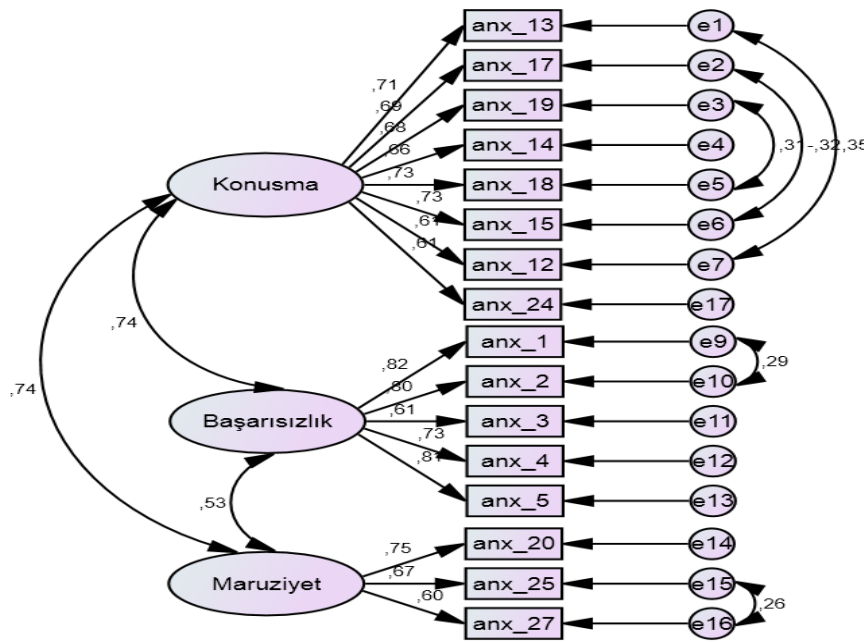 anx_13
e1
anx_17
e2
,71
,69
anx_19
e3
,68
anx_14
e4
,66
,31-,32,35
Konusma
,73
anx_18
e5
,73
anx_15
e6
,61
anx_12
e7
,61
anx_24
e17
,74
anx_1
e9
,82
,29
,80
anx_2
e10
,74
Başarısızlık
,61
anx_3
e11
,73
anx_4
e12
,81
anx_5
e13
,53
anx_20
e14
,75
Maruziyet
,67
anx_25
e15
,60
,26
anx_27
e16